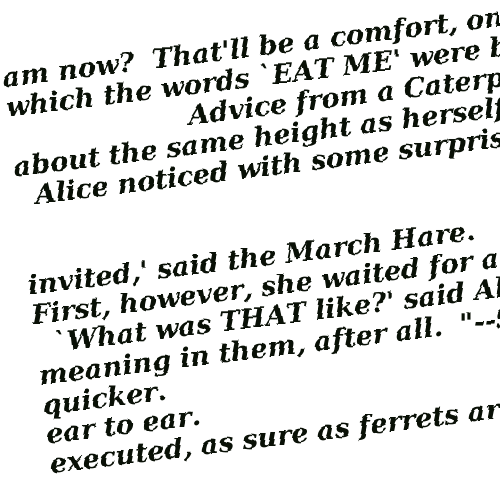 am now?  That'll be a comfort, on
which the words `EAT ME' were
Advice from a Caterp
about the same height as herself
Alice noticed with some surpris
invited,' said the March Hare.
First, however, she waited for a
`What was THAT like?' said Al
meaning in them, after all.  "--
quicker.
ear to ear.
executed, as sure as ferrets ar